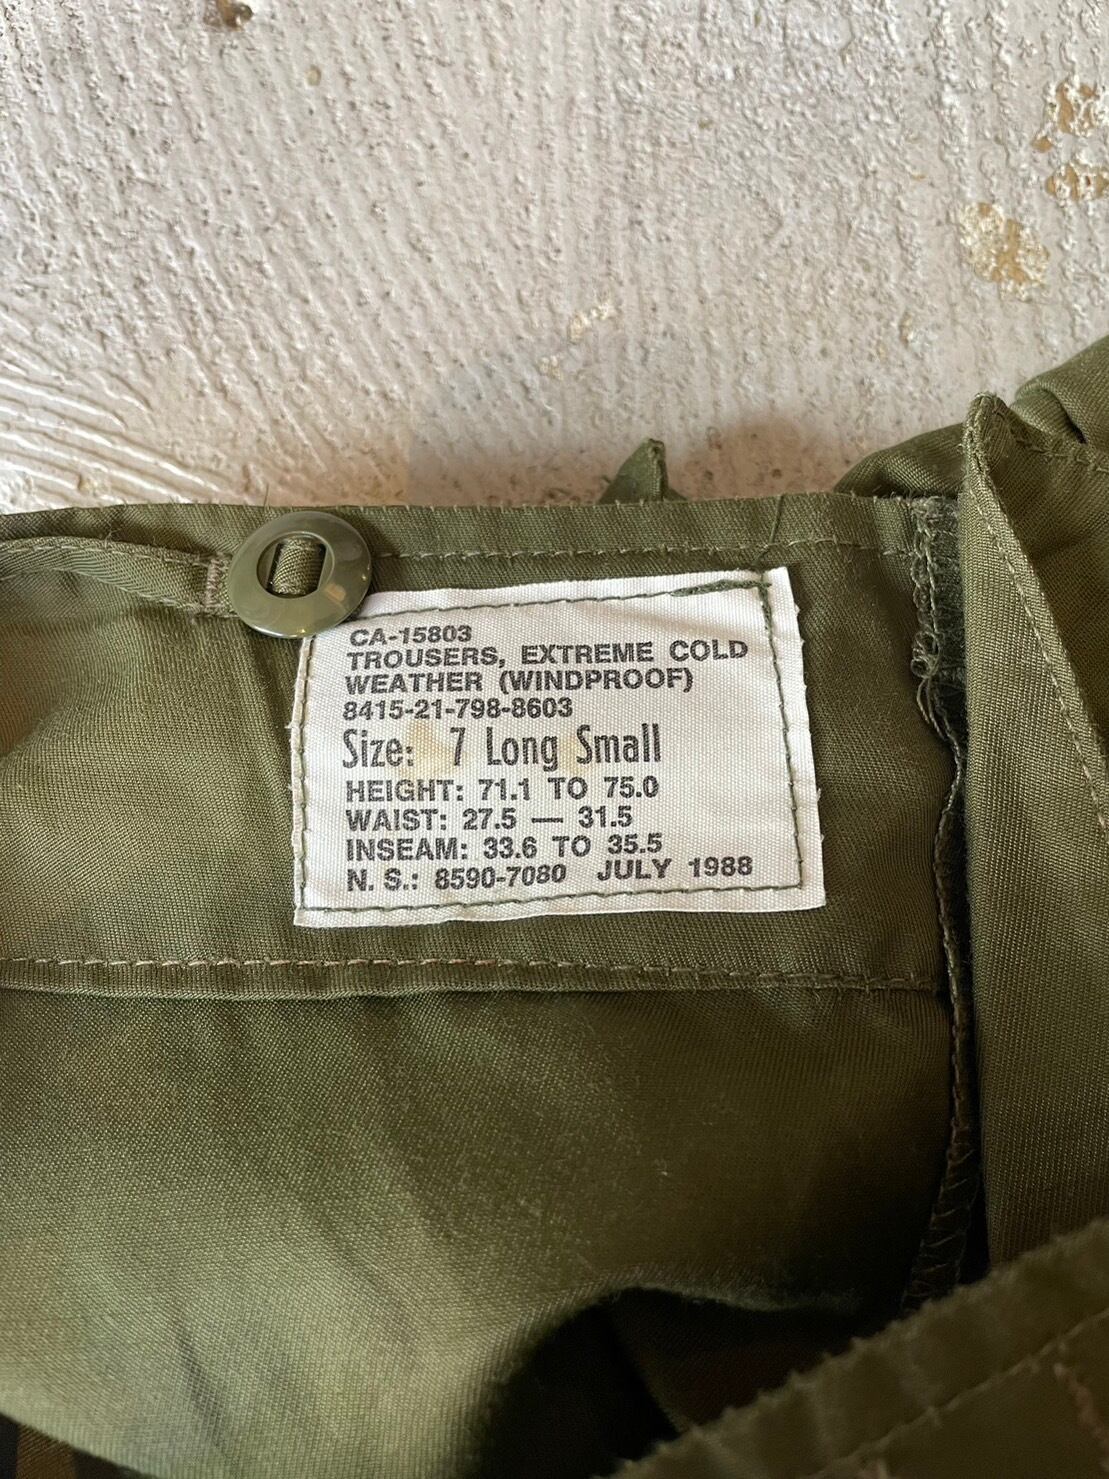 CA-15803
TROUSERS, EXTREME COLD
WEATHER (WINDPROOF)
8415-21-798-8603
Size: 7 Long Small
HEIGHT: 71.1 TO 75.0
WAIST: 27.5 — 31.5
INSEAM: 33.6 TO 35.5
N. S.: 8590-7080 JULY 1988